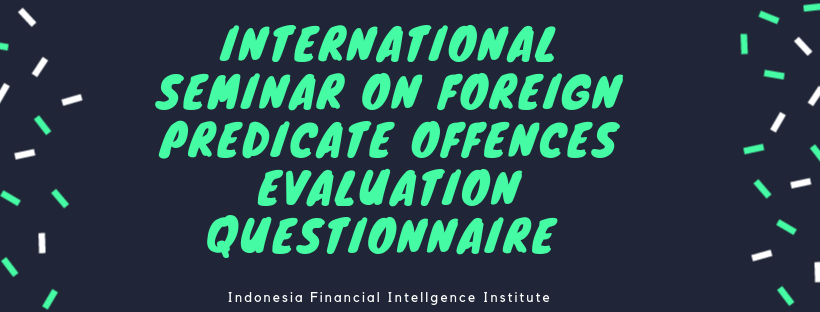 INTERNATIONAL
SEMINAR ON FOREIGN
PREDICATE OFFENCES
EVALUATION
QUESTIONNAIRE
Indonesia Financial Intellgence Institute